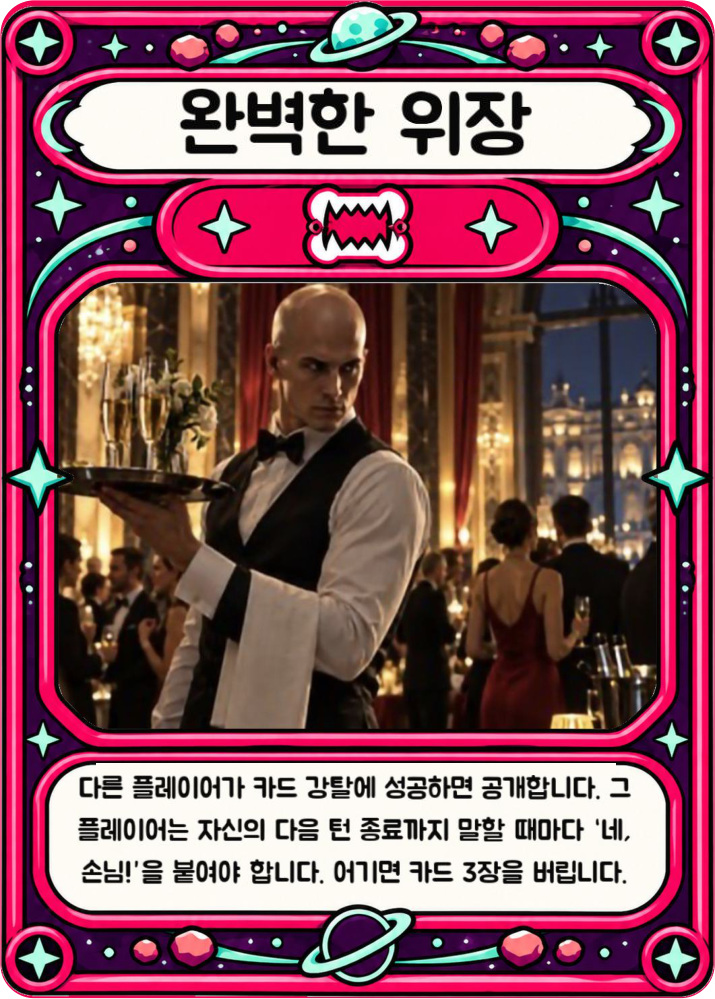 완벽한 위장
다른 플레이어가 카드 강탈에 성공하면 공개합니다. 그
플레이어는 자신의 다음 턴 종료까지 말할 때마다 '네,
손님!'을 붙여야 합니다. 어기면 카드 3장을 버립니다.